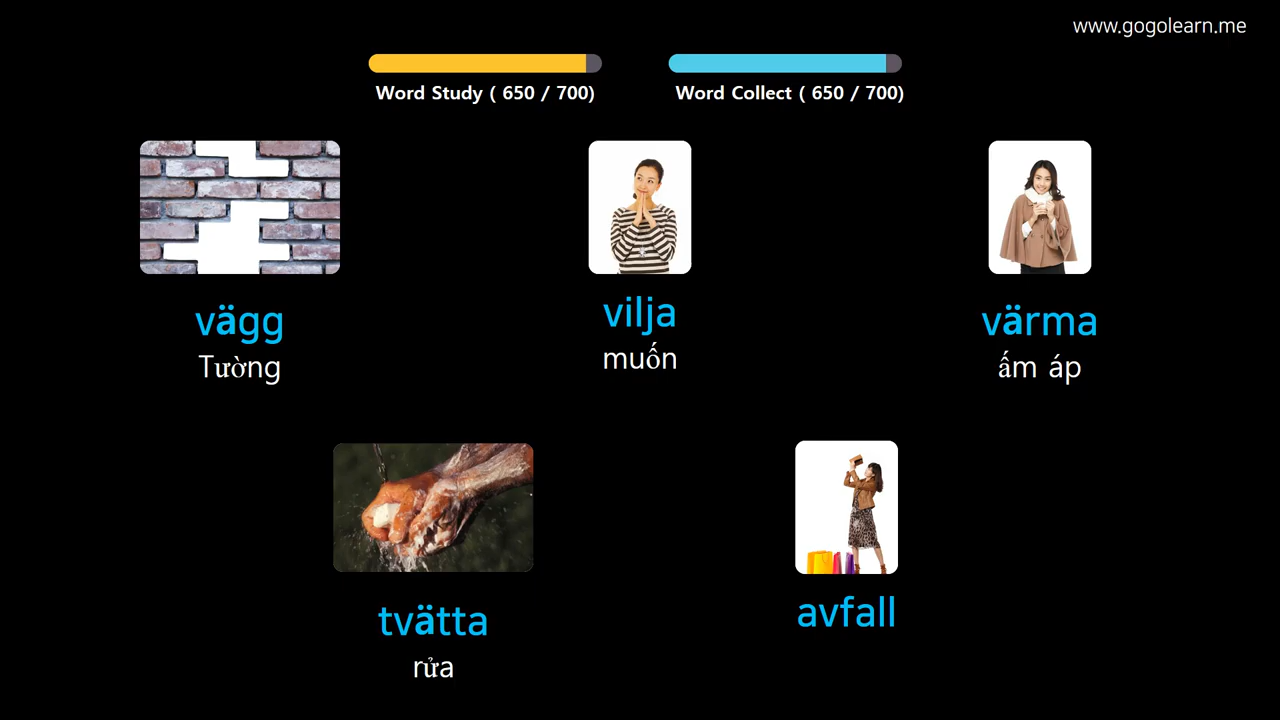 www.gogolearn.me
Word Study ( 650 / 700)
Word Collect ( 650 / 700)
vägg
Tường
vilja
muốn
värma
ấm áp
tvätta
rửa
avfall